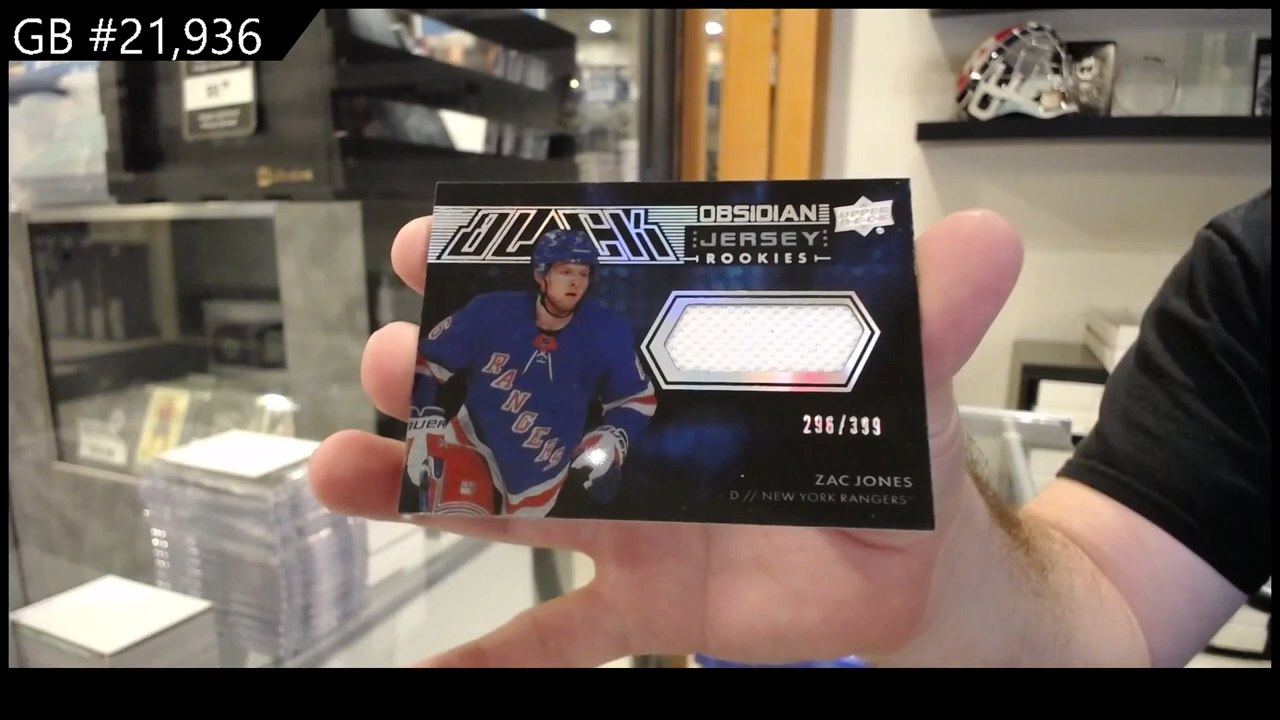 GB #21,936
BLACK
OBSIDIAN
JERSEY
ROOKIES
UPPER
DECK
RANGERS
296/399
ZAC JONES
D // NEW YORK RANGERS